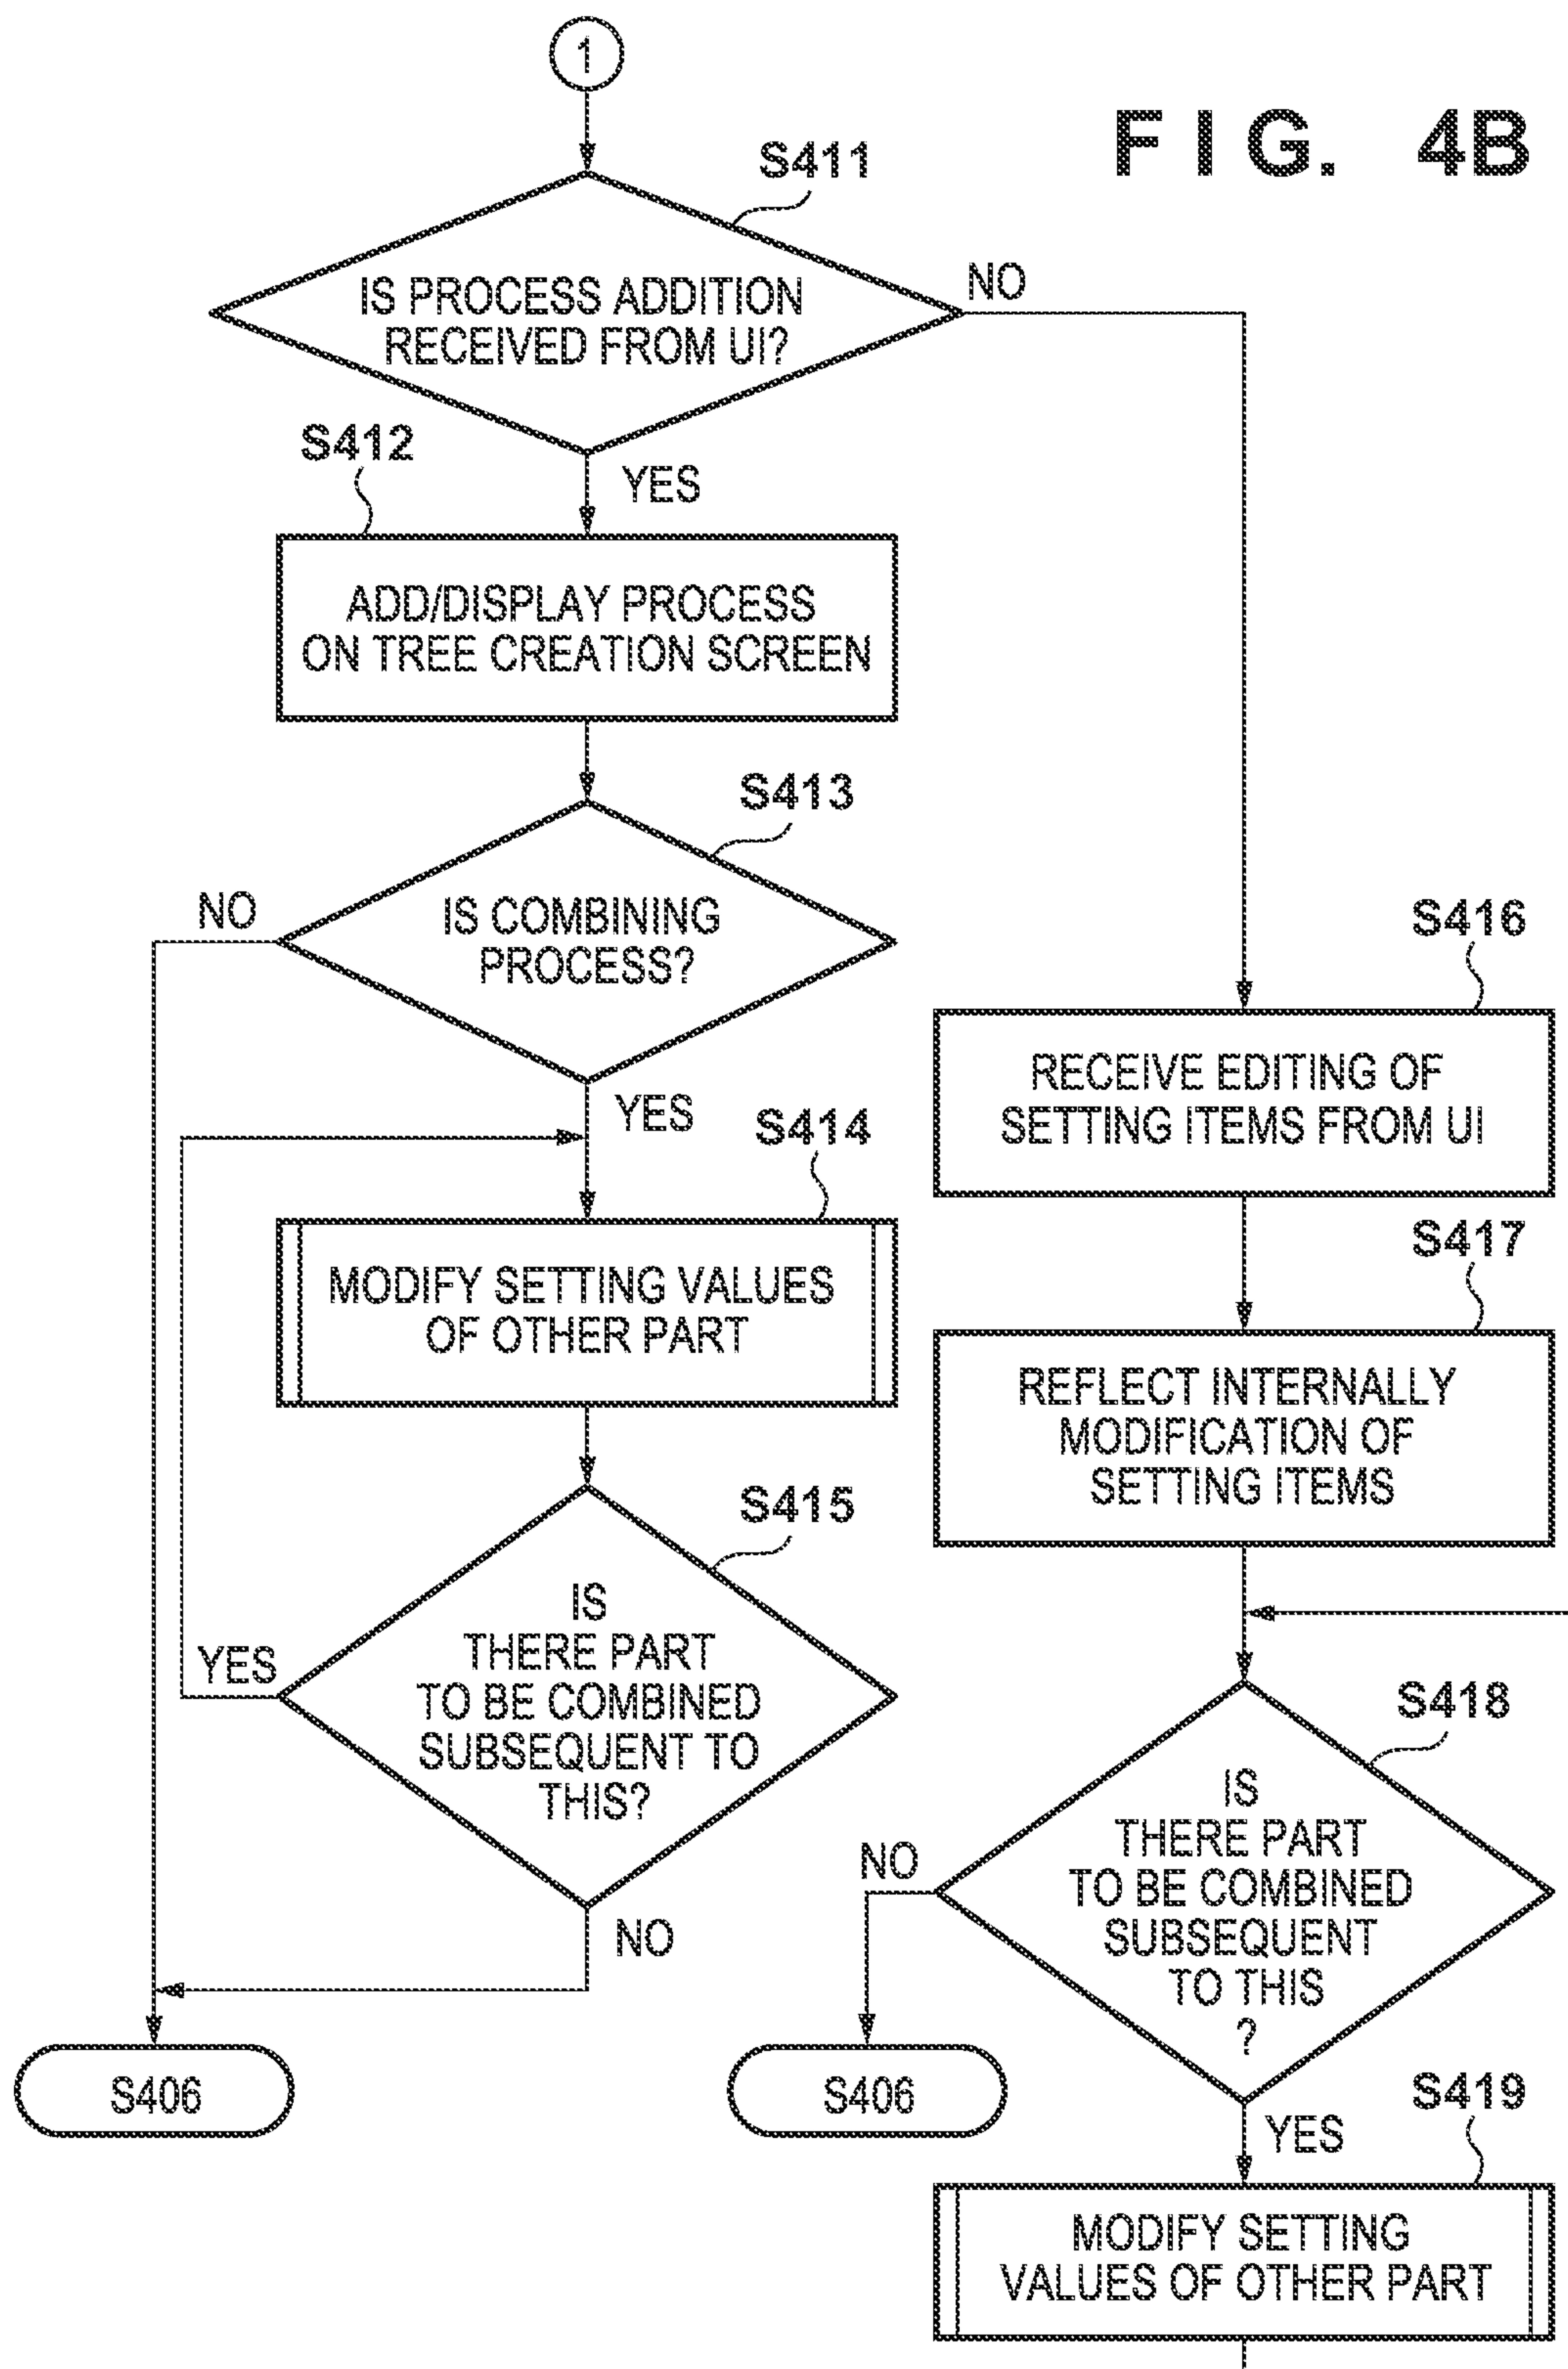 1
FIG. 4B
S411
IS PROCESS ADDITION
RECEIVED FROM UI?
NO
S412
YES
ADD/DISPLAY PROCESS
ON TREE CREATION SCREEN
S413
NO
IS COMBINING
PROCESS?
YES
S414
MODIFY SETTING VALUES
OF OTHER PART
S415
IS
THERE PART
TO BE COMBINED
SUBSEQUENT TO
THIS?
YES
NO
S406
S416
RECEIVE EDITING OF
SETTING ITEMS FROM UI
S417
REFLECT INTERNALLY
MODIFICATION OF
SETTING ITEMS
S418
IS
THERE PART
TO BE COMBINED
SUBSEQUENT
TO THIS
?
NO
S406
YES
S419
MODIFY SETTING
VALUES OF OTHER PART